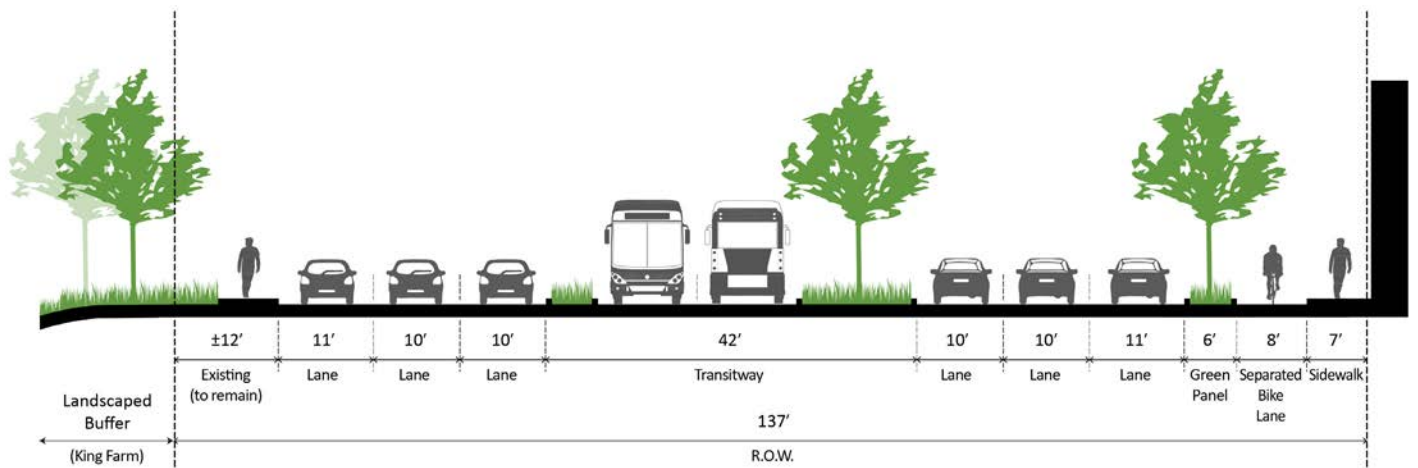 ±12’ 11’ 10’ 10’ 42’ 10’ 10’ 11’ 6’ 8’ 7’
Existing Lane Lane Lane Transitway Lane Lane Lane Green Separated Sidewalk
(to remain) Panel Bike
Lane
Landscaped
Buffer
137’
(King Farm)
R.O.W.